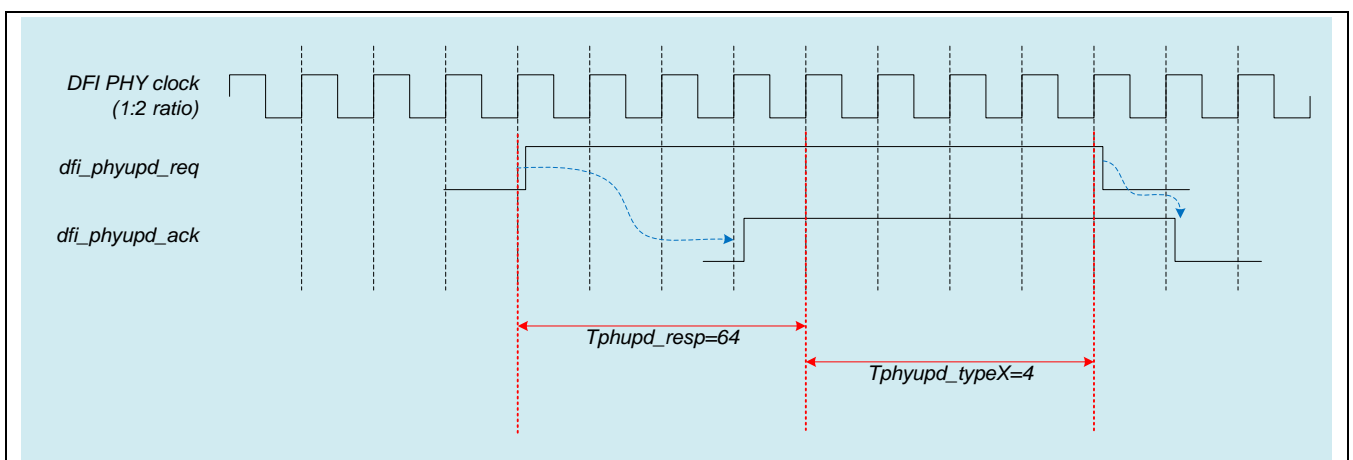 DFI PHY clock
(1:2 ratio)
dfi_phyupd_req
dfi_phyupd_ack
Tphupd_resp=64
Tphyupd_typeX=4